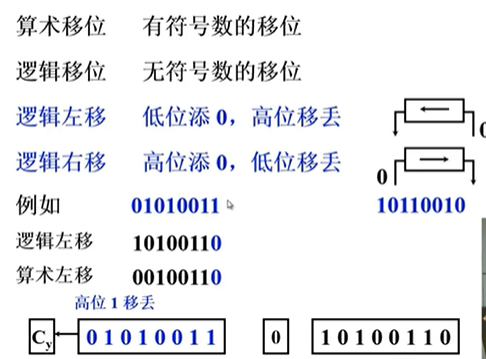 算术移位 有符号数的移位
逻辑移位 无符号数的移位
逻辑左移 低位添 0，高位移丢
0
逻辑右移 高位添 0，低位移丢
0
例如 01010011 10110010
逻辑左移 10100110
算术左移 00100110
高位 1 移丢
Cy 0 1 0 1 0 0 1 1 0 1 0 1 0 0 1 1 0